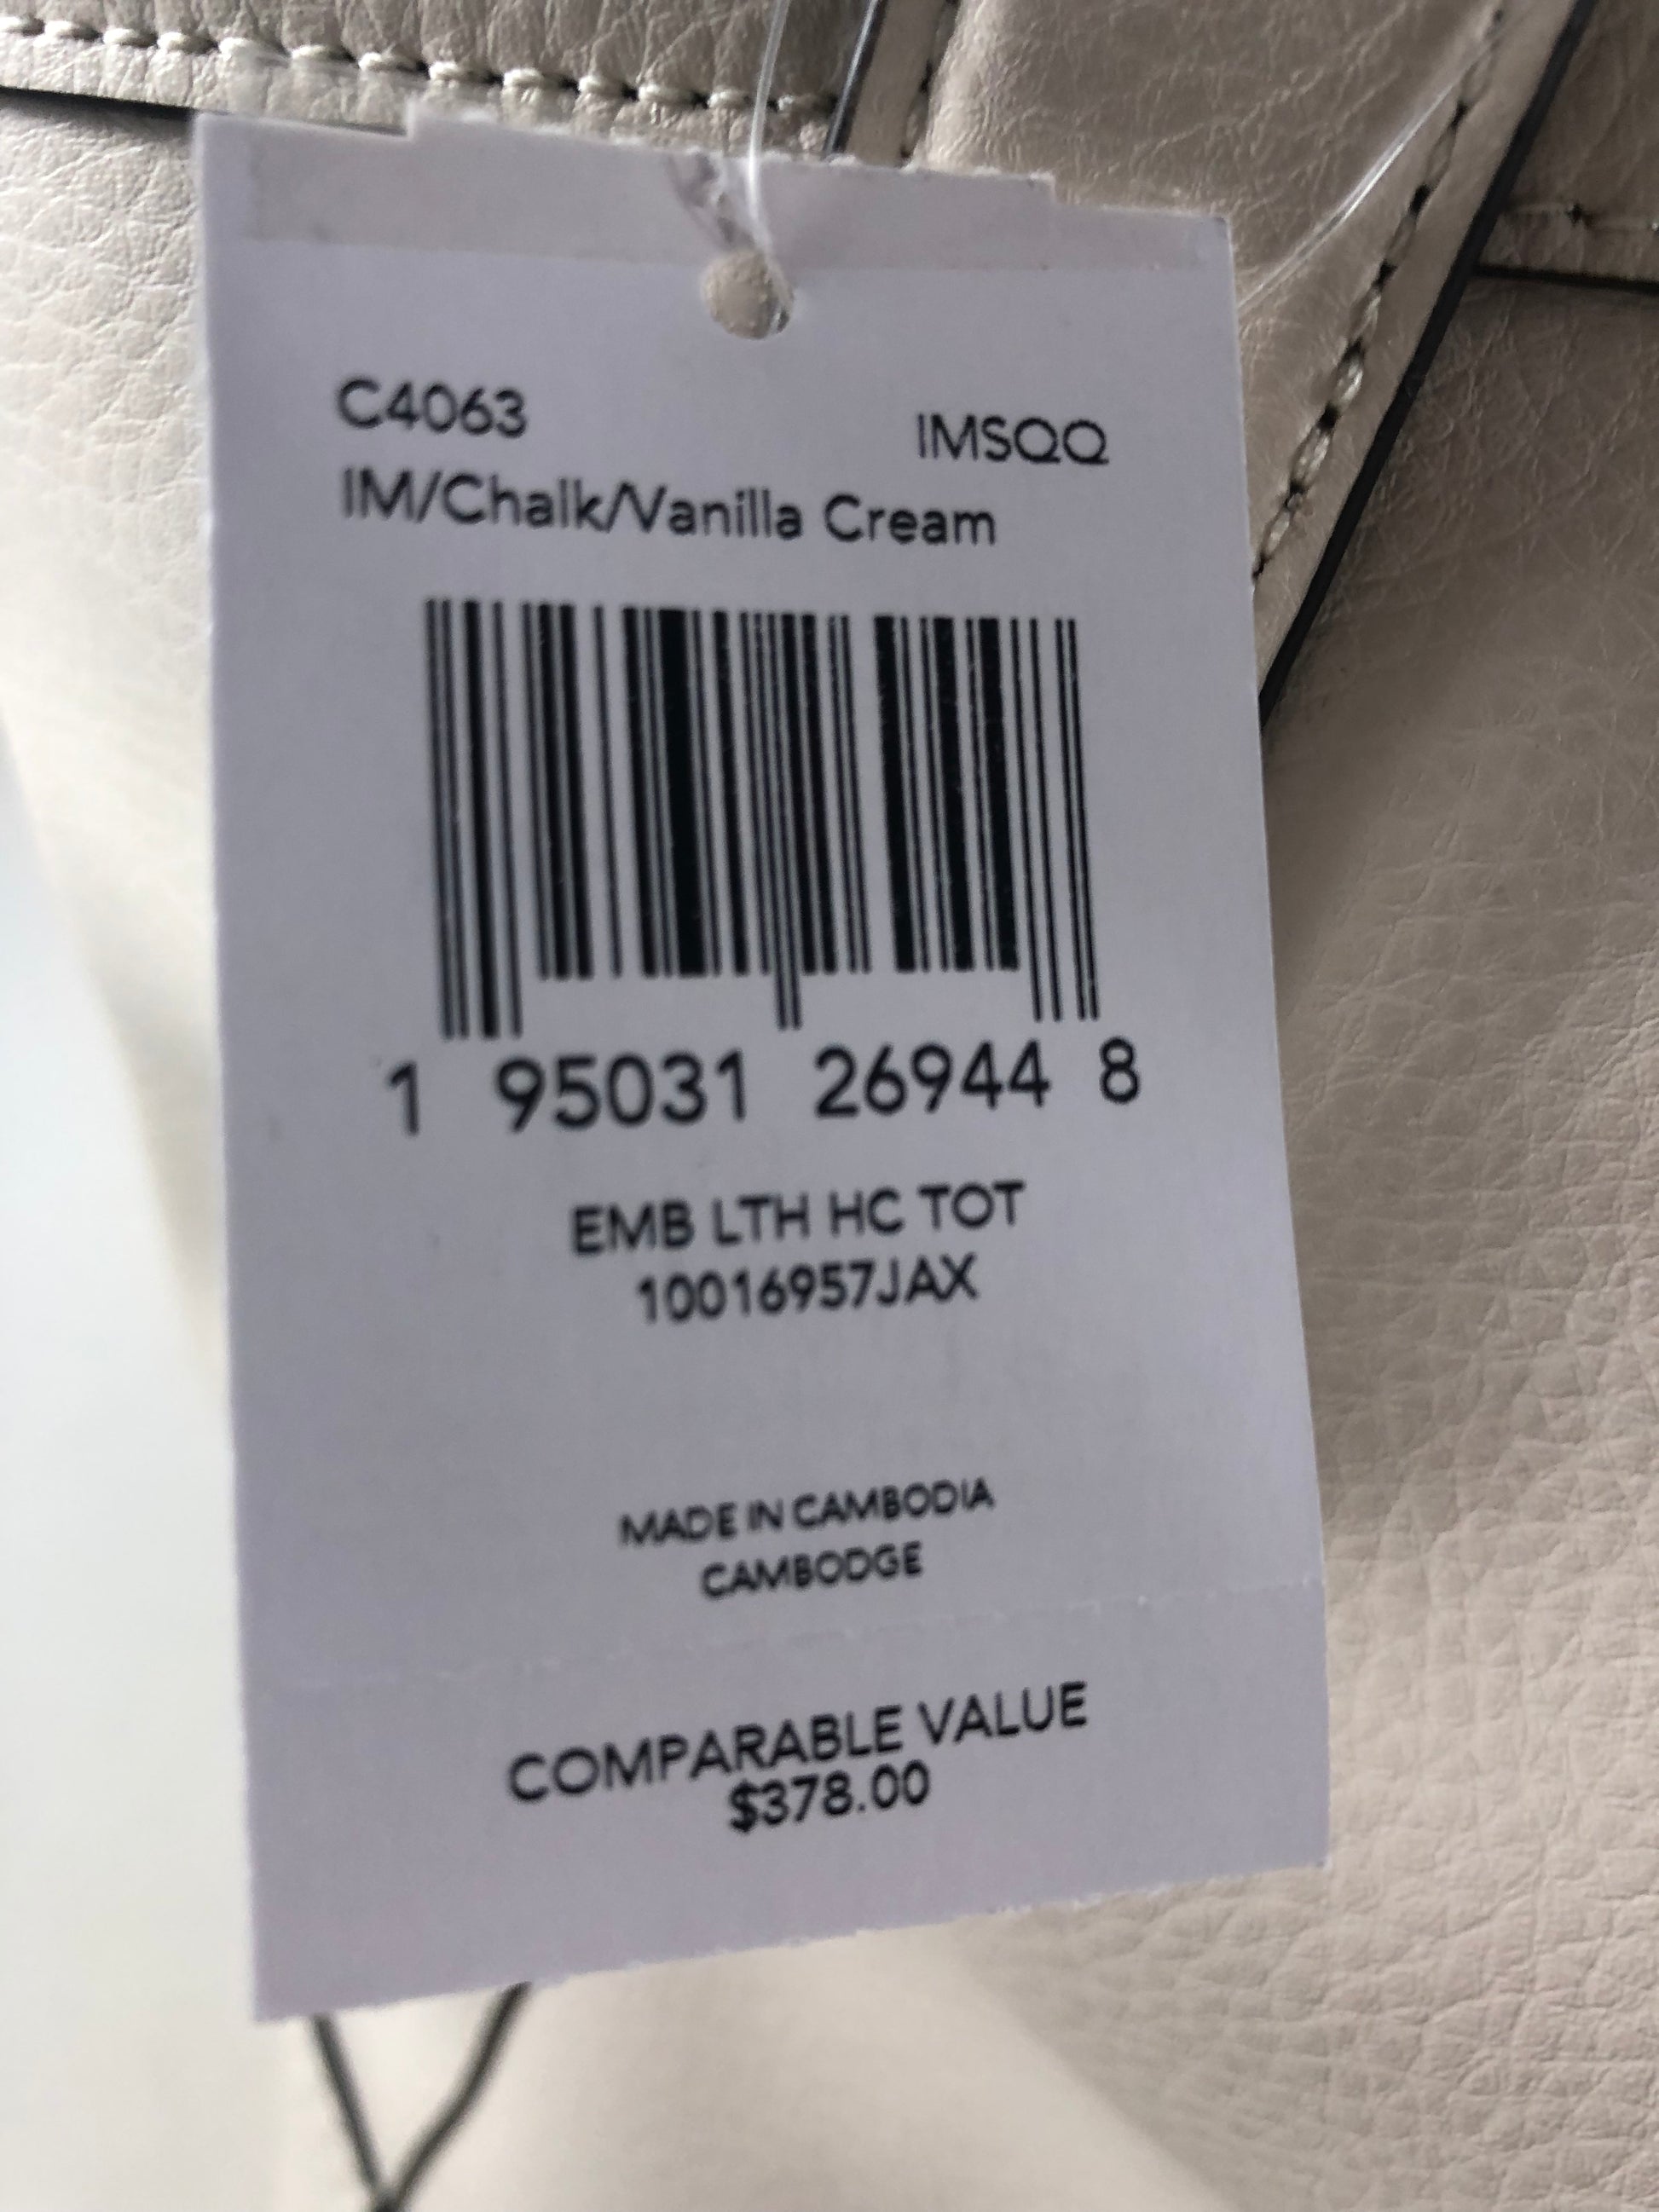 C4063 IMSQQ
IM/Chalk/Vanilla Cream
1 95031 26944 8
EMB LTH HC TOT
10016957JAX
MADE IN CAMBODIA
CAMBODGE
COMPARABLE VALUE
$378.00